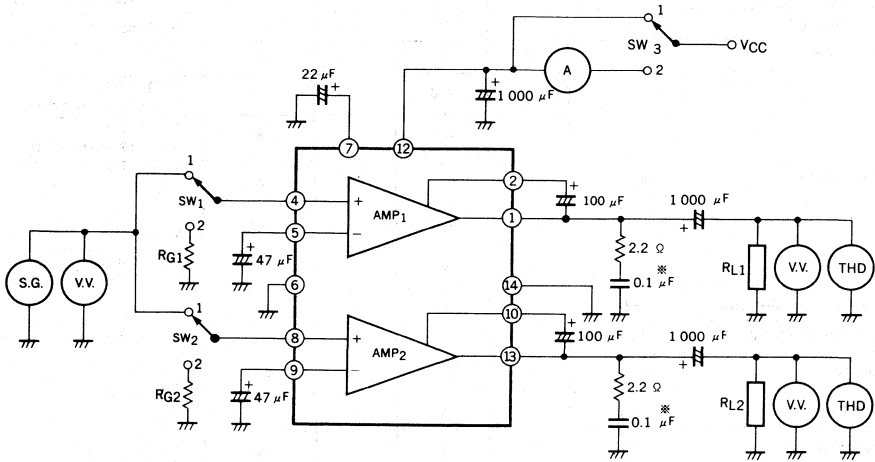 1
SW 3
VCC
2
A
22 µF
+
+
1 000 µF
7
12
1
SW1
2
RG1
4
5
+
47 µF
+
−
AMP1
2
1
+
100 µF
1 000 µF
+
2.2 Ω
※
0.1 µF
RL1
V.V.
THD
S.G.
V.V.
6
14
1
SW2
2
RG2
8
9
+
47 µF
+
−
AMP2
10
13
+
100 µF
1 000 µF
+
2.2 Ω
※
0.1 µF
RL2
V.V.
THD